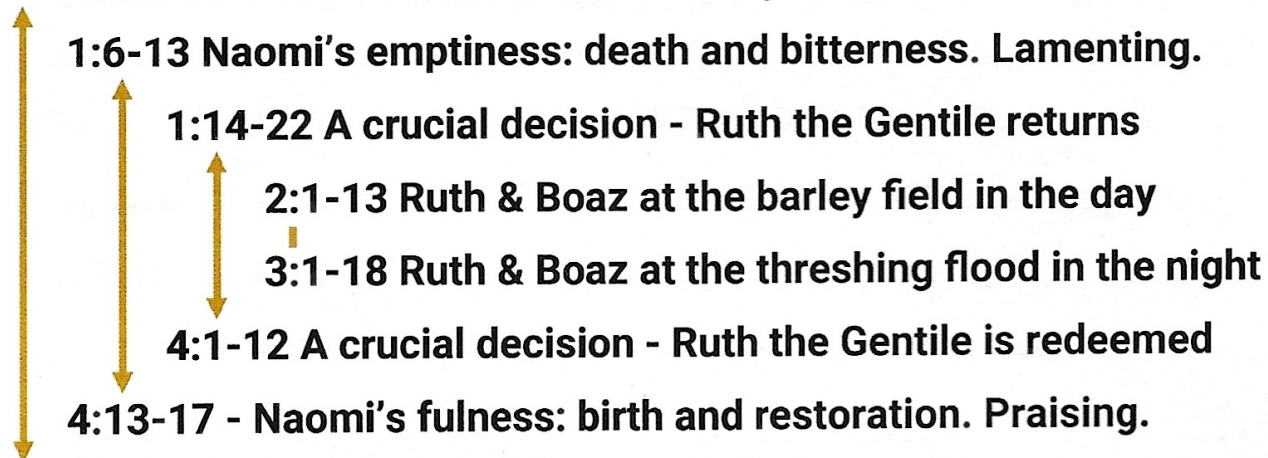 1:6-13 Naomi’s emptiness: death and bitterness. Lamenting.
1:14-22 A crucial decision - Ruth the Gentile returns
2:1-13 Ruth & Boaz at the barley field in the day
3:1-18 Ruth & Boaz at the threshing flood in the night
4:1-12 A crucial decision - Ruth the Gentile is redeemed
4:13-17 - Naomi’s fulness: birth and restoration. Praising.